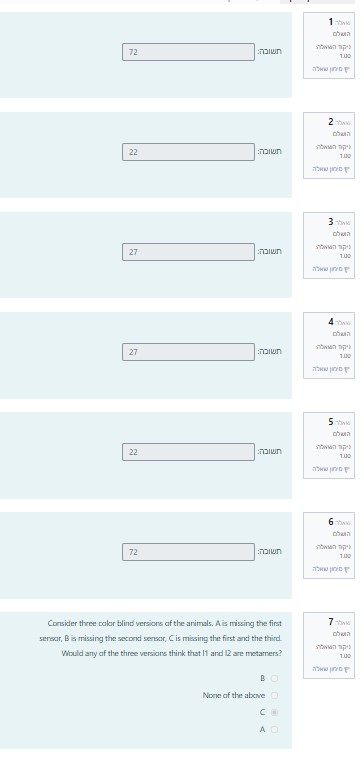 שאלה 1
הושלם
ניקוד השאלה:
1.00
תשובה: 72
סימון שאלה
שאלה 2
הושלם
ניקוד השאלה:
1.00
תשובה: 22
סימון שאלה
שאלה 3
הושלם
ניקוד השאלה:
1.00
תשובה: 27
סימון שאלה
שאלה 4
הושלם
ניקוד השאלה:
1.00
תשובה: 27
סימון שאלה
שאלה 5
הושלם
ניקוד השאלה:
1.00
תשובה: 22
סימון שאלה
שאלה 6
הושלם
ניקוד השאלה:
1.00
תשובה: 72
סימון שאלה
שאלה 7
הושלם
ניקוד השאלה:
1.00
סימון שאלה
Consider three color blind versions of the animals. A is missing the first
sensor, B is missing the second sensor, C is missing the first and the third.
Would any of the three versions think that I1 and I2 are metamers?
B
None of the above
C
A